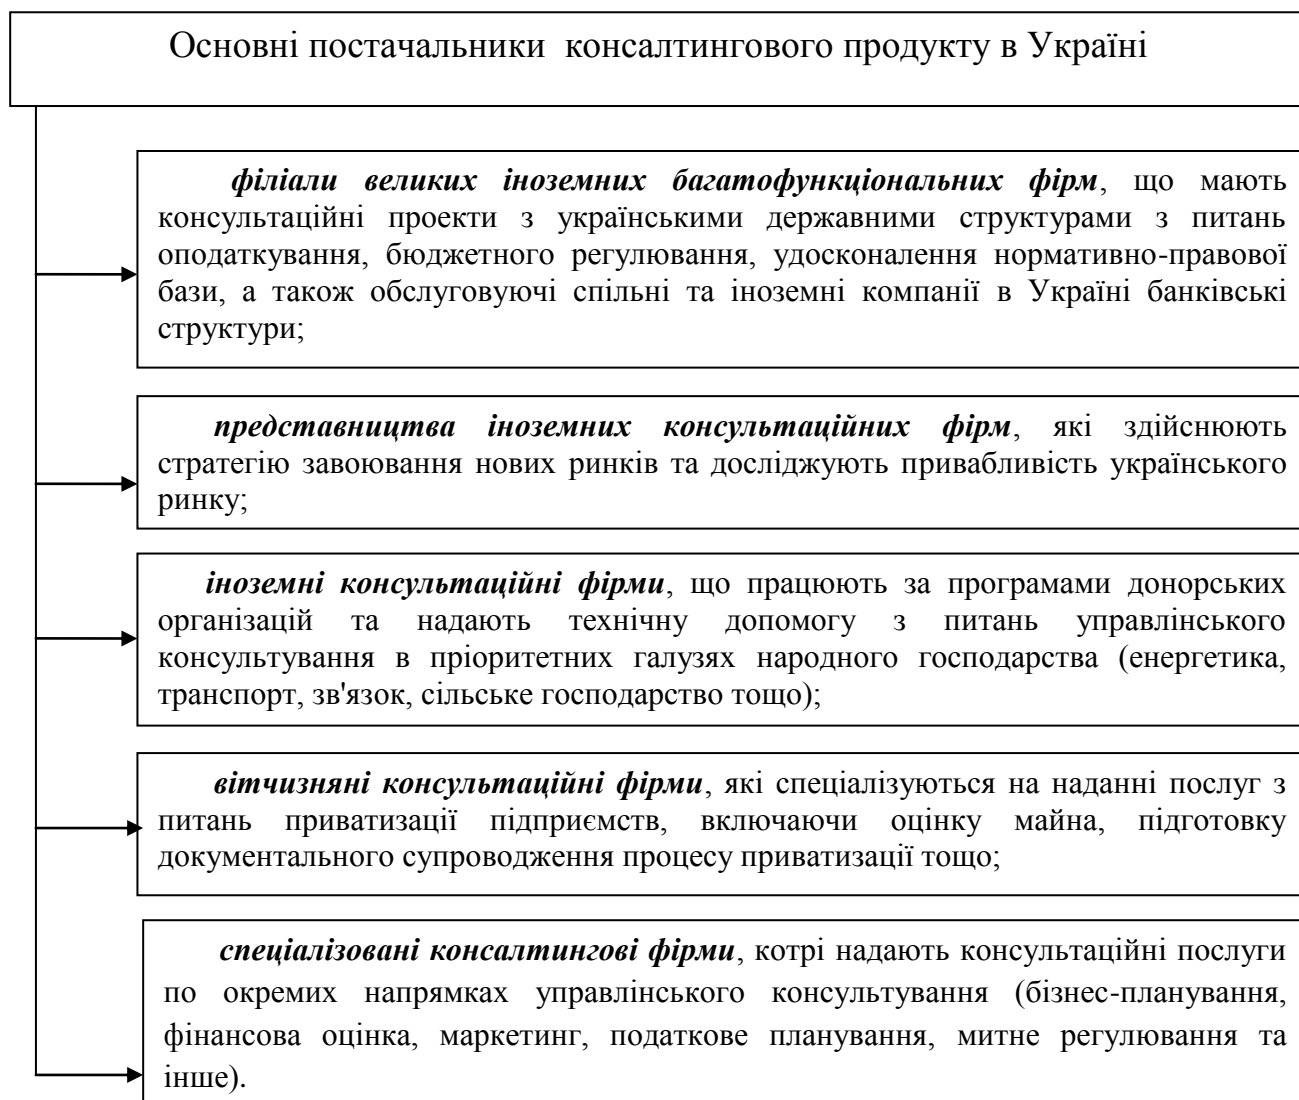 Основні постачальники консалтингового продукту в Україні
філіали великих іноземних багатофункціональних фірм, що мають
консультаційні проекти з українськими державними структурами з питань
оподаткування, бюджетного регулювання, удосконалення нормативно-правової
бази, а також обслуговуючі спільні та іноземні компанії в Україні банківські
структури;
представництва іноземних консультаційних фірм, які здійснюють
стратегію завоювання нових ринків та досліджують привабливість українського
ринку;
іноземні консультаційні фірми, що працюють за програмами донорських
організацій та надають технічну допомогу з питань управлінського
консультування в пріоритетних галузях народного господарства (енергетика,
транспорт, зв'язок, сільське господарство тощо);
вітчизняні консультаційні фірми, які спеціалізуються на наданні послуг з
питань приватизації підприємств, включаючи оцінку майна, підготовку
документального супроводження процесу приватизації тощо;
спеціалізовані консалтингові фірми, котрі надають консультаційні послуги
по окремих напрямках управлінського консультування (бізнес-планування,
фінансова оцінка, маркетинг, податкове планування, митне регулювання та
інше).